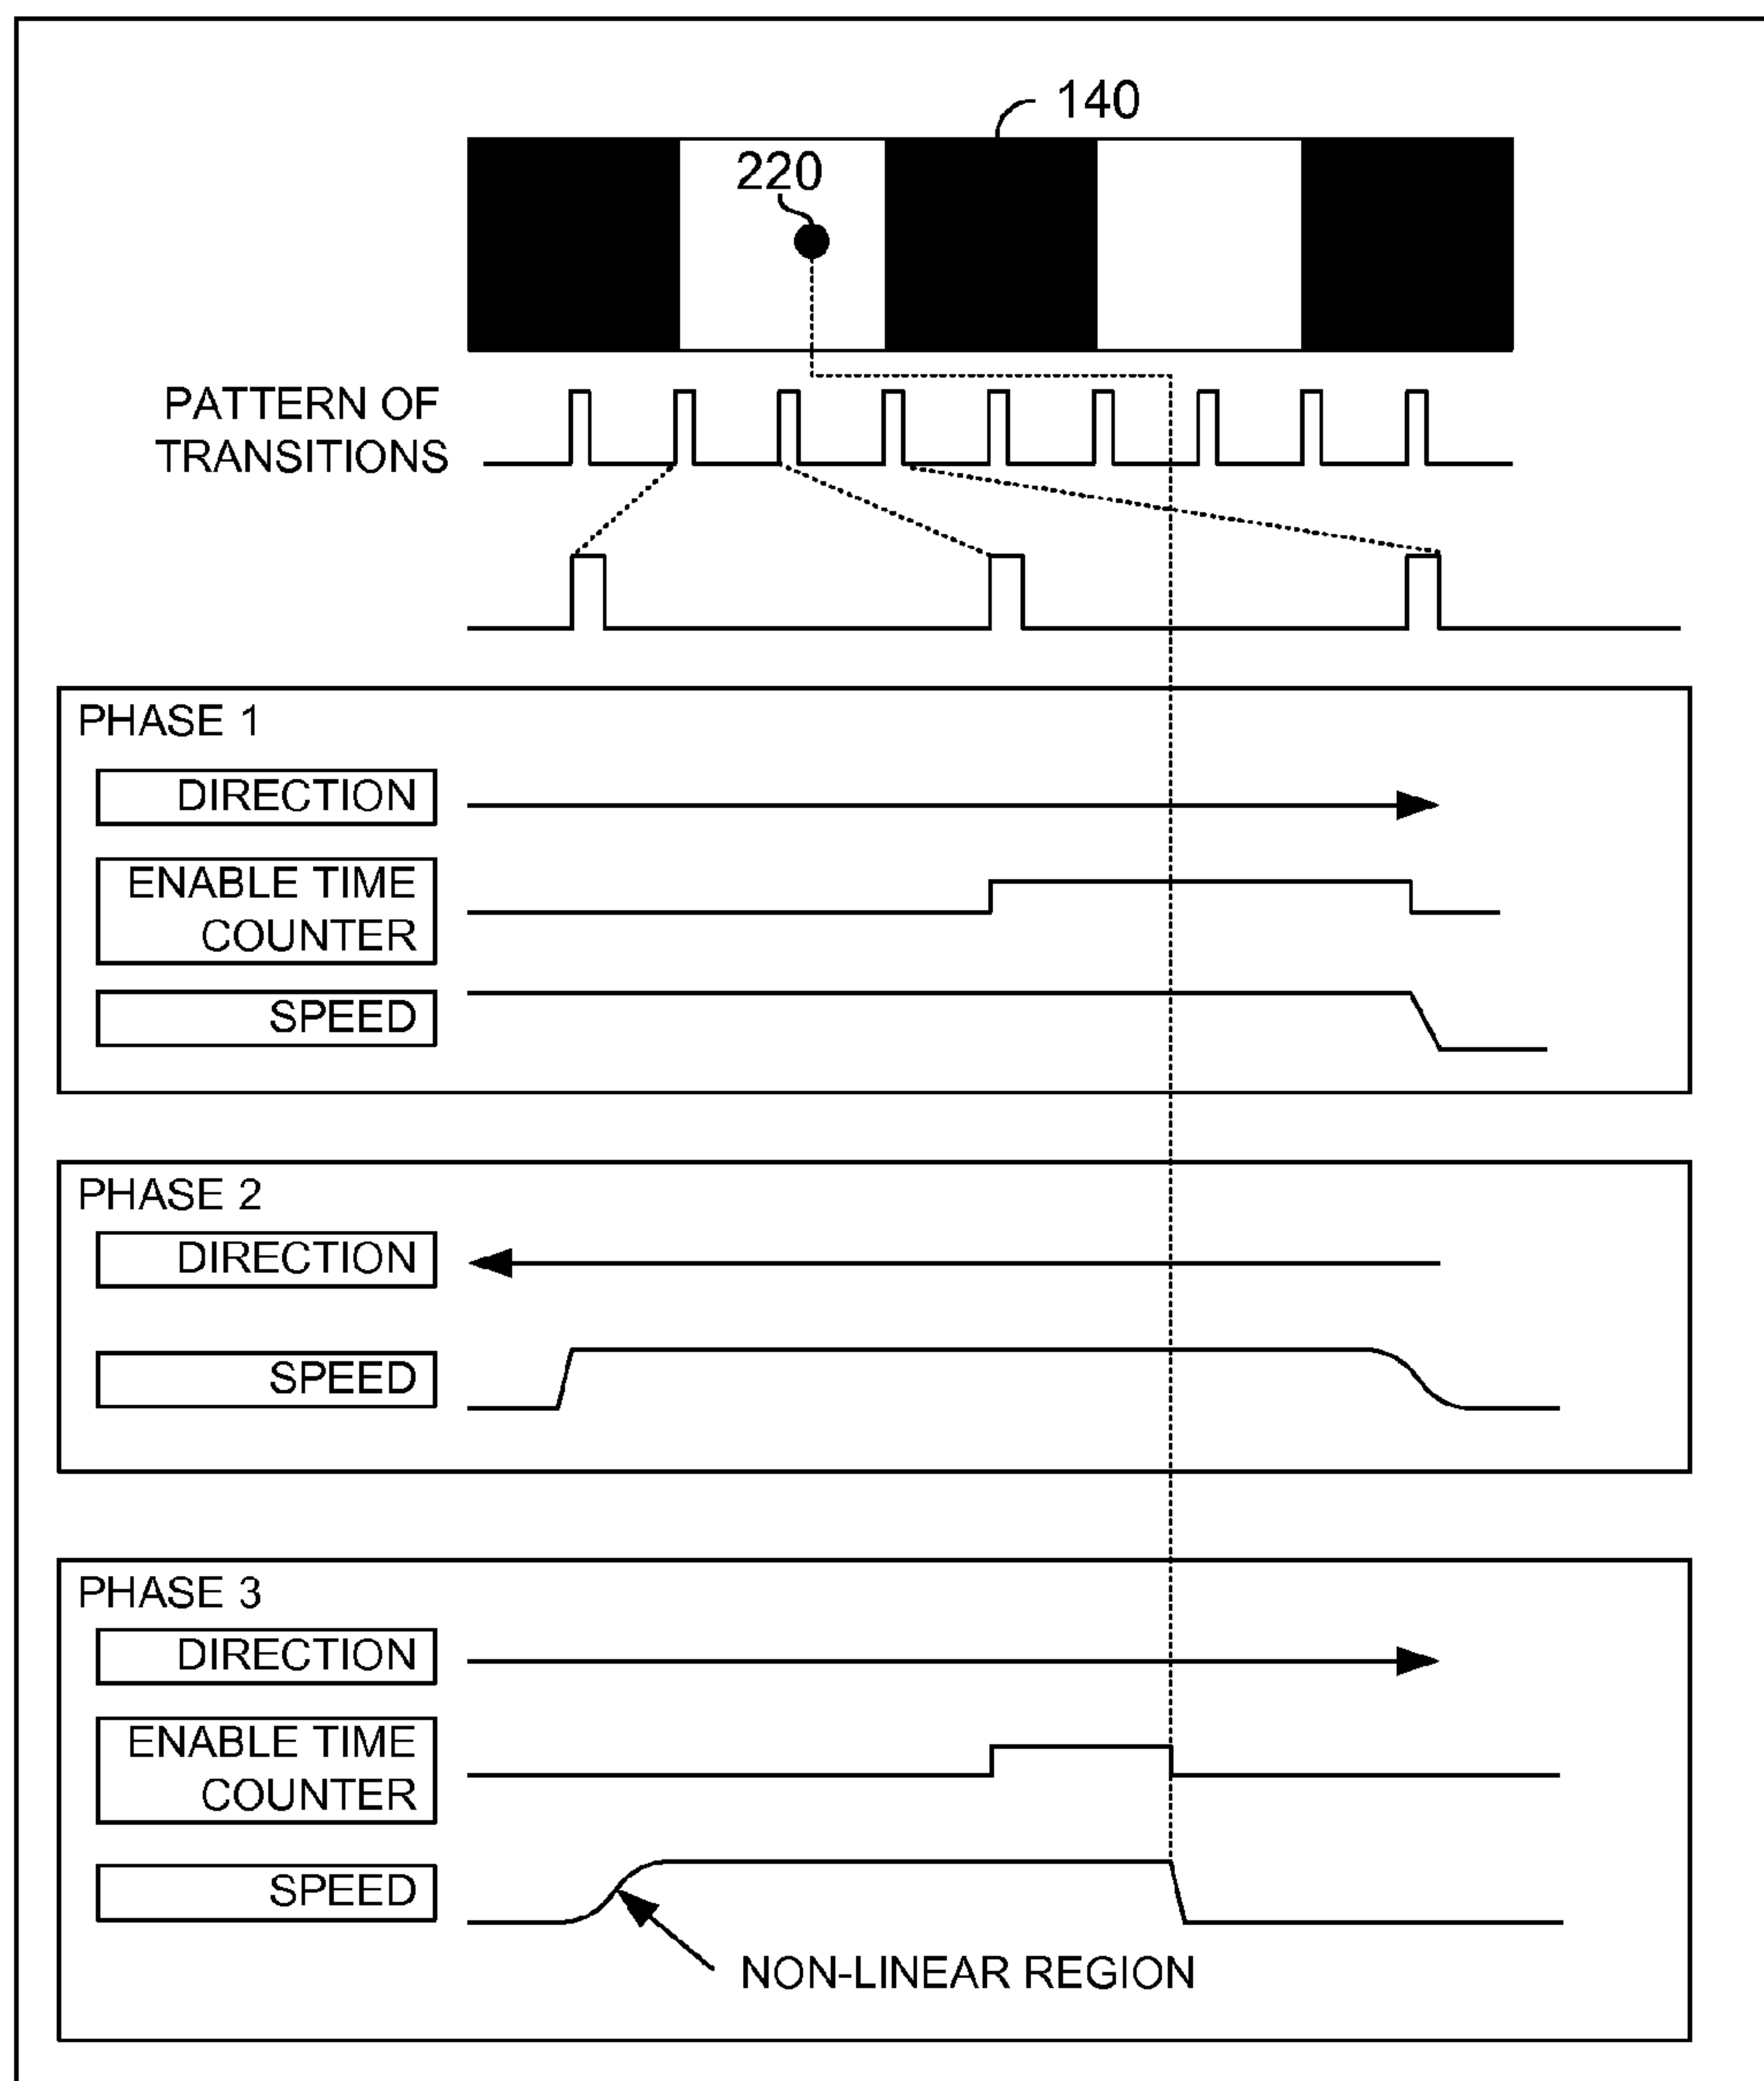 140
220
PATTERN OF
TRANSITIONS
PHASE 1
DIRECTION
ENABLE TIME
COUNTER
SPEED
PHASE 2
DIRECTION
SPEED
PHASE 3
DIRECTION
ENABLE TIME
COUNTER
SPEED
NON-LINEAR REGION